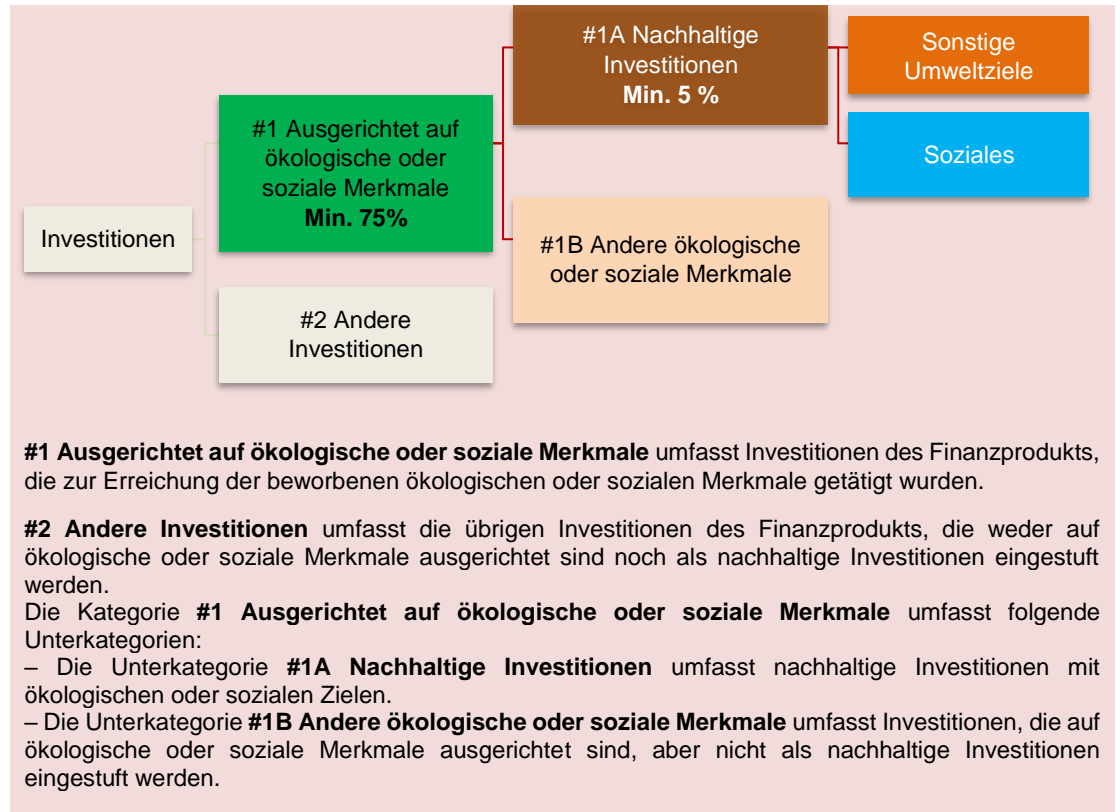 Investitionen
#1 Ausgerichtet auf
ökologische oder
soziale Merkmale
Min. 75%
#2 Andere
Investitionen
#1A Nachhaltige
Investitionen
Min. 5 %
#1B Andere ökologische
oder soziale Merkmale
Sonstige
Umweltziele
Soziales
#1 Ausgerichtet auf ökologische oder soziale Merkmale umfasst Investitionen des Finanzprodukts,
die zur Erreichung der beworbenen ökologischen oder sozialen Merkmale getätigt wurden.
#2 Andere Investitionen umfasst die übrigen Investitionen des Finanzprodukts, die weder auf
ökologische oder soziale Merkmale ausgerichtet sind noch als nachhaltige Investitionen eingestuft
werden.
Die Kategorie #1 Ausgerichtet auf ökologische oder soziale Merkmale umfasst folgende
Unterkategorien:
– Die Unterkategorie #1A Nachhaltige Investitionen umfasst nachhaltige Investitionen mit
ökologischen oder sozialen Zielen.
– Die Unterkategorie #1B Andere ökologische oder soziale Merkmale umfasst Investitionen, die auf
ökologische oder soziale Merkmale ausgerichtet sind, aber nicht als nachhaltige Investitionen
eingestuft werden.